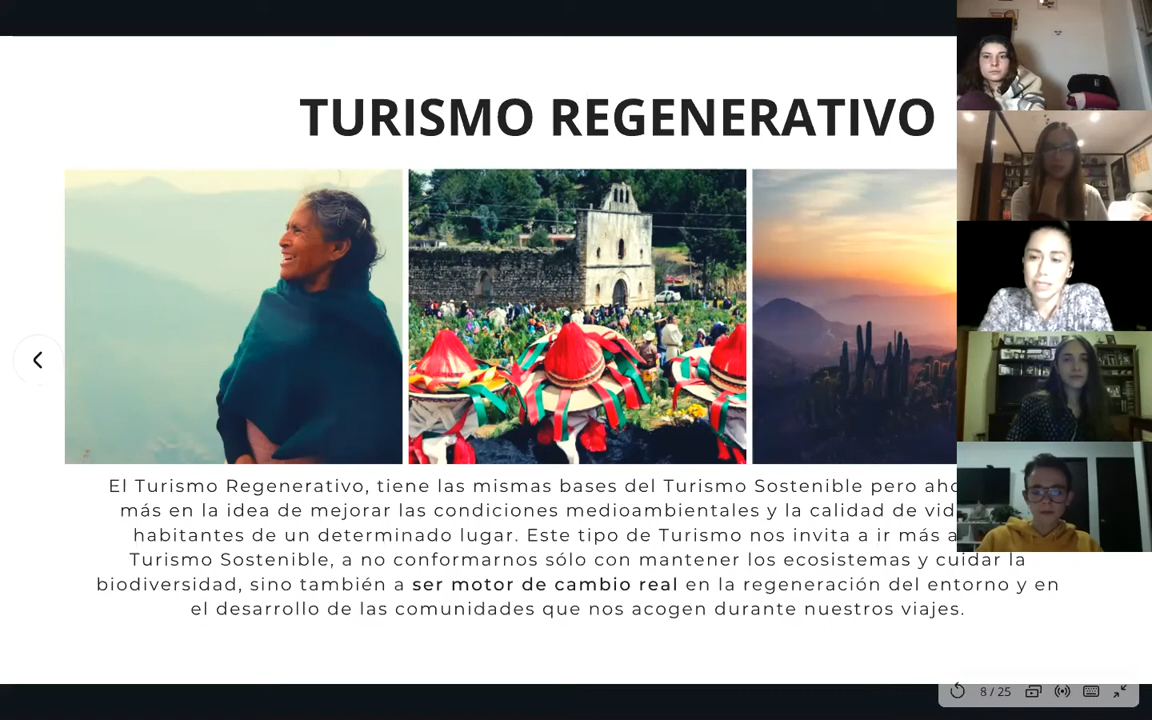 TURISMO REGENERATIVO
El Turismo Regenerativo, tiene las mismas bases del Turismo Sostenible pero
más en la idea de mejorar las condiciones medioambientales y la calidad de
habitantes de un determinado lugar. Este tipo de Turismo nos invita a ir más
Turismo Sostenible, a no conformarnos sólo con mantener los ecosistemas y cuidar la
biodiversidad, sino también a ser motor de cambio real en la regeneración del entorno y en
el desarrollo de las comunidades que nos acogen durante nuestros viajes.
8 / 25